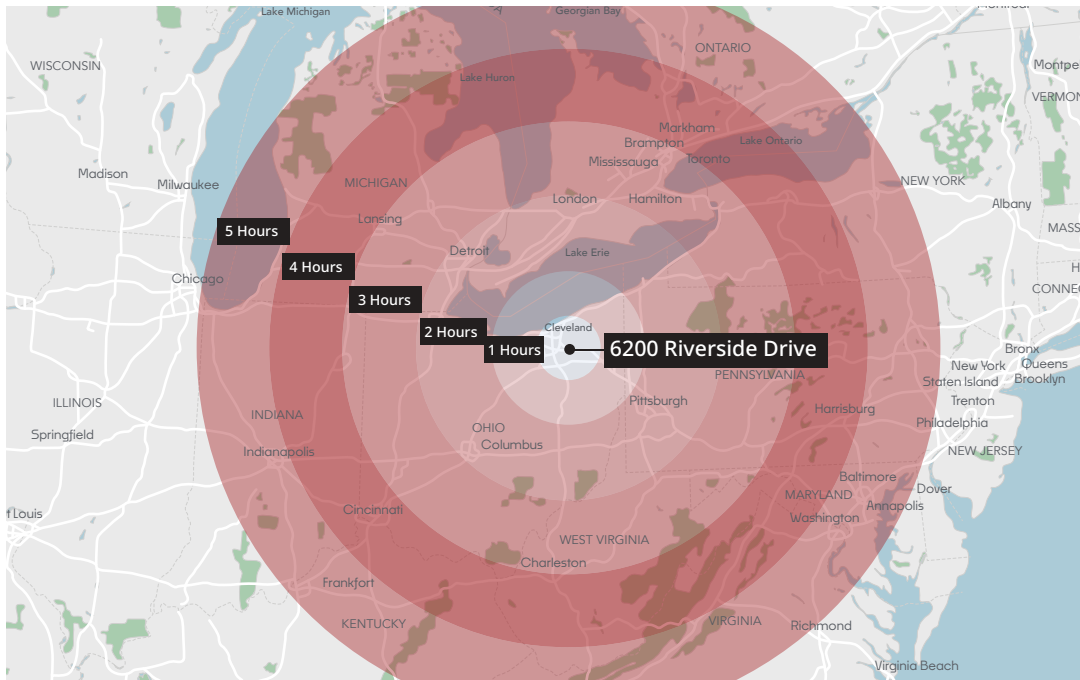 Lake Michigan
Georgian Bay
ONTARIO
WISCONSIN
Lake Huron
VERMON
Markham
Brampton
Lake Ontario
Mississauga
Toronto
Madison
Milwaukee
MICHIGAN
NEW YORK
London
Hamilton
Albany
Lansing
MASS
5 Hours
Detroit
Lake Erie
4 Hours
Chicago
CONNEC
3 Hours
2 Hours
Cleveland
1 Hours
6200 Riverside Drive
Bronx
New York
Queens
PENNSYLVANIA
Staten Island
Brooklyn
ILLINOIS
Pittsburgh
Trenton
INDIANA
Harrisburg
Philadelphia
OHIO
Springfield
Columbus
Indianapolis
NEW JERSEY
Baltimore
Dover
MARYLAND
Annapolis
Cincinnati
t Louis
Washington
WEST VIRGINIA
Charleston
Frankfort
KENTUCKY
VIRGINIA
Richmond
Virginia Beach